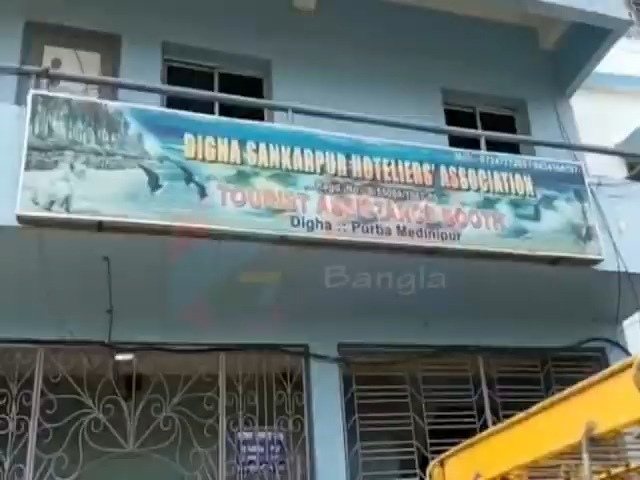 DIGHA SANKARPUR HOTELIERS' ASSOCIATION
TOURIST ASSISTANCE BOOTH
Digha :: Purba Medinipur
Bangla